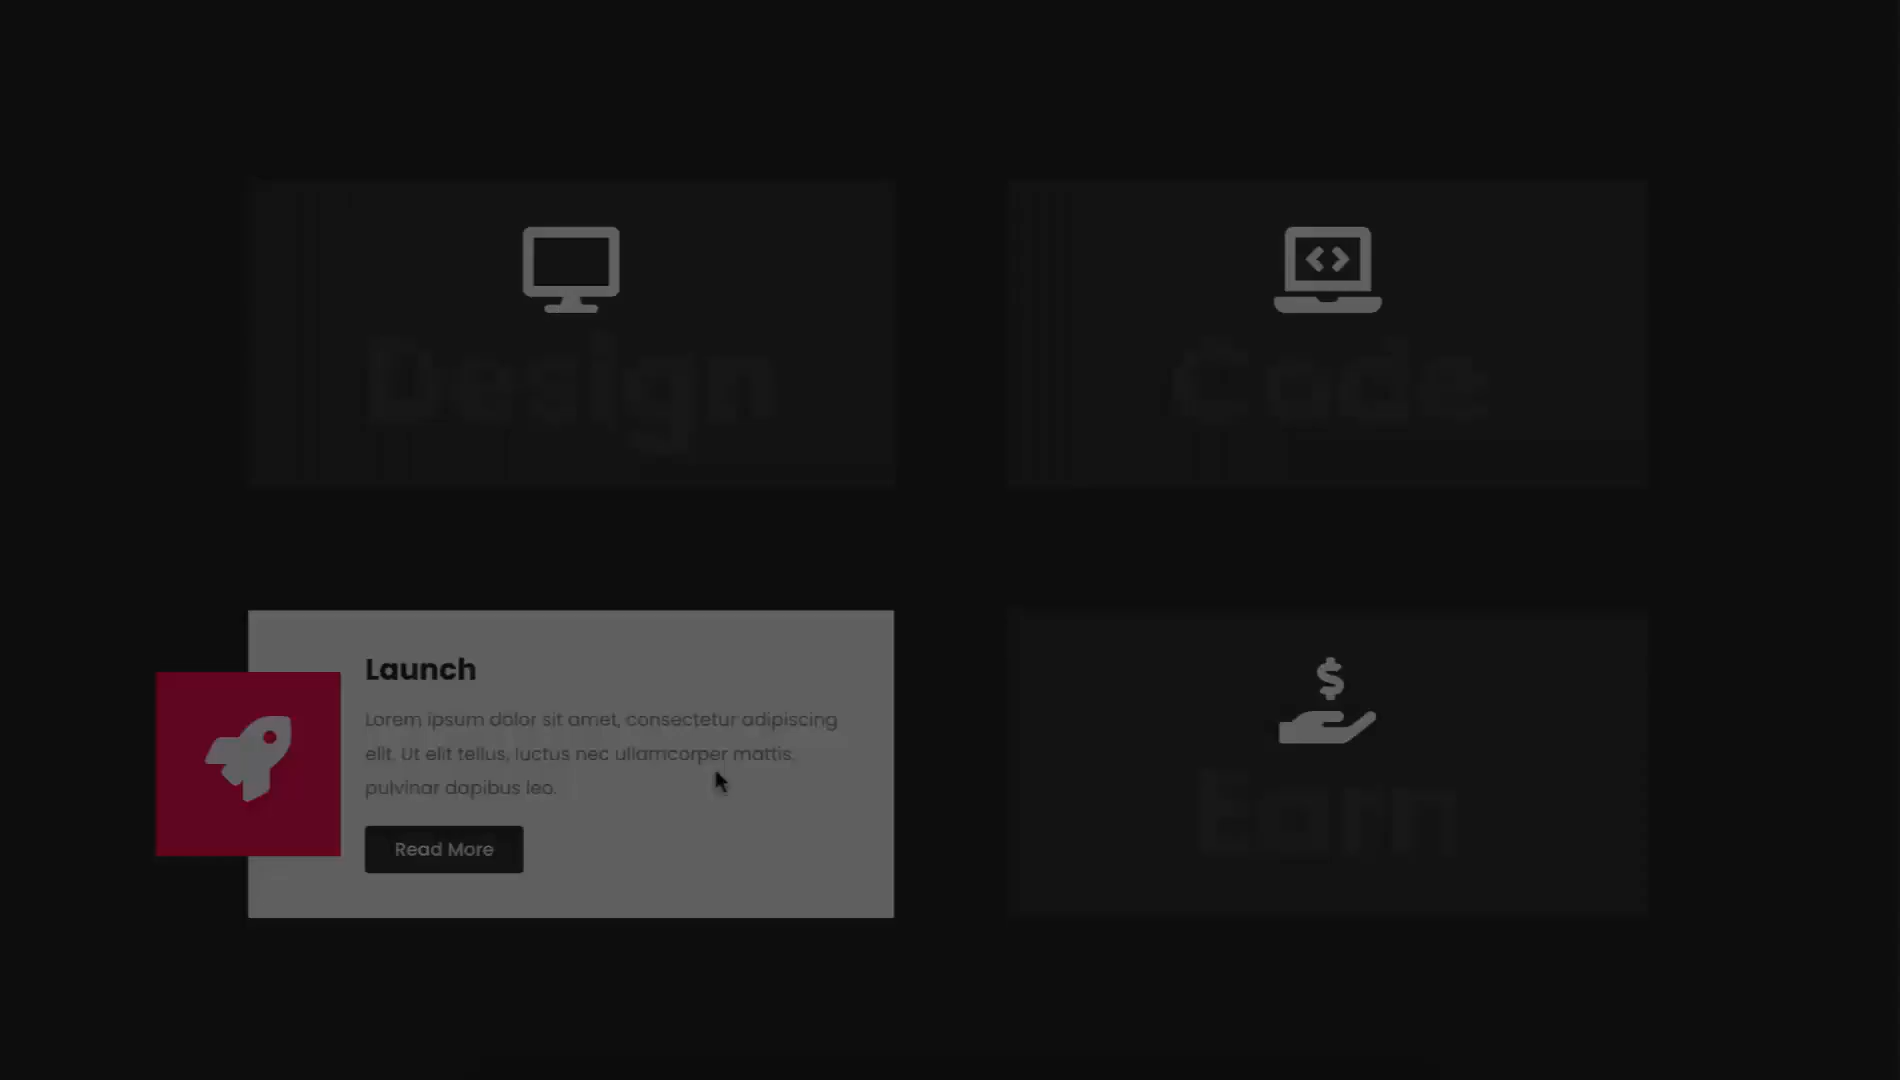 Design
Code
Launch
Lorem ipsum dolor sit amet, consectetur adipiscing
elit. Ut elit tellus, luctus nec ullamcorper mattis,
pulvinar dapibus leo.
Read More
$
Earn